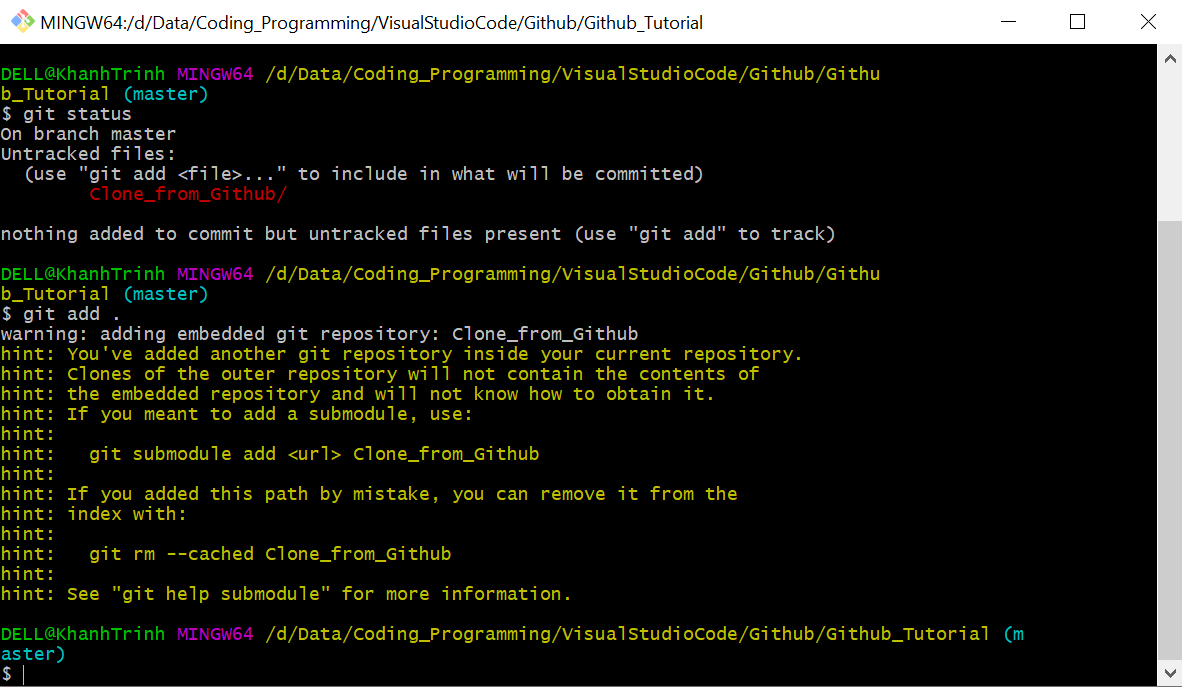 MINGW64:/d/Data/Coding_Programming/VisualStudioCode/Github/Github_Tutorial
DELL@KhanhTrinh MINGW64 /d/Data/Coding_Programming/VisualStudioCode/Github/Githu
b_Tutorial (master)
$ git status
On branch master
Untracked files:
  (use "git add <file>..." to include in what will be committed)
        Clone_from_Github/
nothing added to commit but untracked files present (use "git add" to track)
DELL@KhanhTrinh MINGW64 /d/Data/Coding_Programming/VisualStudioCode/Github/Githu
b_Tutorial (master)
$ git add .
warning: adding embedded git repository: Clone_from_Github
hint: You've added another git repository inside your current repository.
hint: Clones of the outer repository will not contain the contents of
hint: the embedded repository and will not know how to obtain it.
hint: If you meant to add a submodule, use:
hint:
hint:   git submodule add <url> Clone_from_Github
hint:
hint: If you added this path by mistake, you can remove it from the
hint: index with:
hint:
hint:   git rm --cached Clone_from_Github
hint:
hint: See "git help submodule" for more information.
DELL@KhanhTrinh MINGW64 /d/Data/Coding_Programming/VisualStudioCode/Github/Github_Tutorial (m
aster)
$